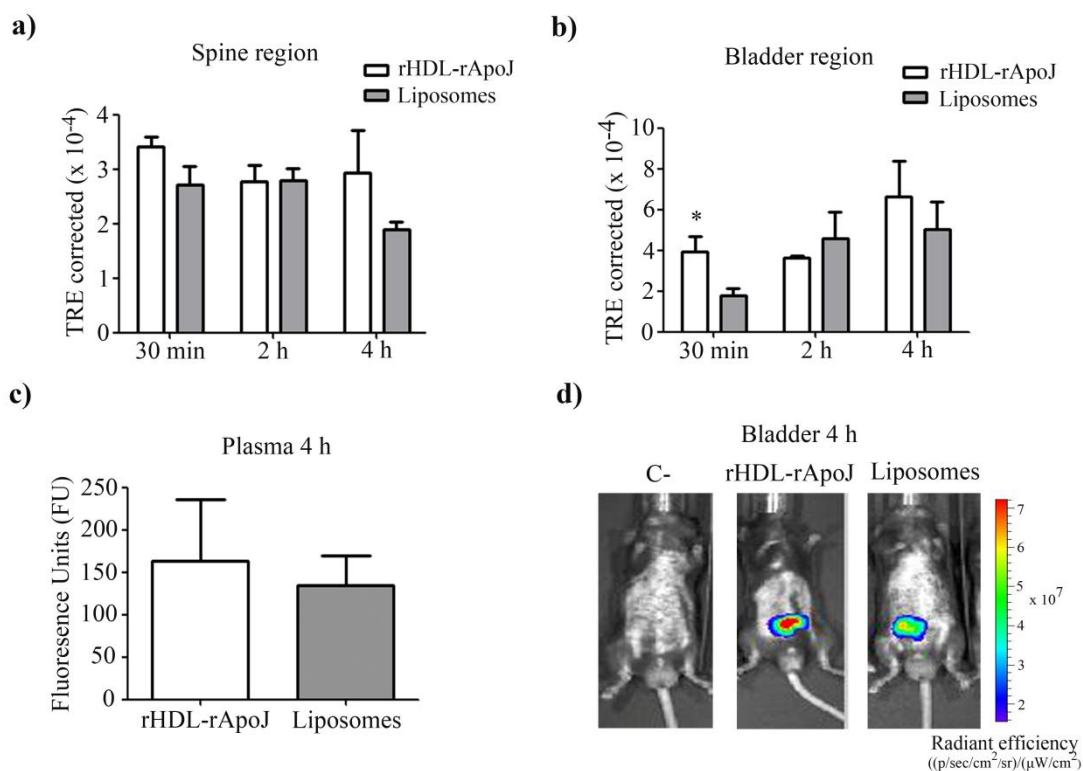 a)
Spine region
rHDL-rApoJ
Liposomes
TRE corrected (x 10-4)
4
3
2
1
0
30 min 2 h 4 h
b)
Bladder region
rHDL-rApoJ
Liposomes
TRE corrected (x 10-4)
10
8
6
4
2
0
*
30 min 2 h 4 h
c)
Plasma 4 h
Fluoresence Units (FU)
250
200
150
100
50
0
rHDL-rApoJ Liposomes
d)
Bladder 4 h
C- rHDL-rApoJ Liposomes
7
6
5
4
3
2
x 10⁷
Radiant efficiency
((p/sec/cm²/sr)/(μW/cm²)